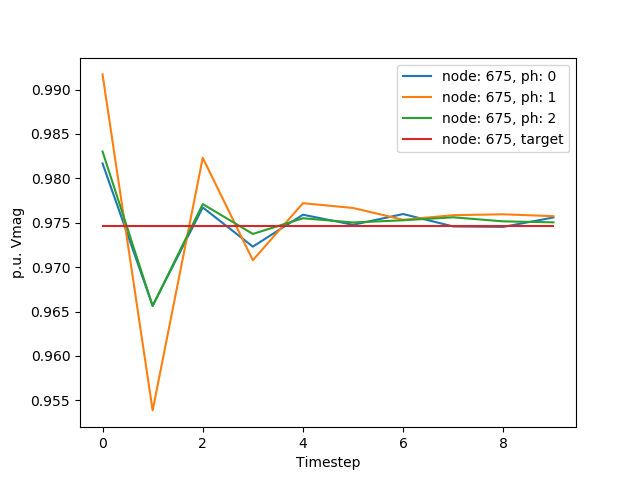 node: 675, ph: 0
node: 675, ph: 1
node: 675, ph: 2
node: 675, target
0.990
0.985
0.980
0.975
0.970
0.965
0.960
0.955
p.u. Vmag
0 2 4 6 8
Timestep